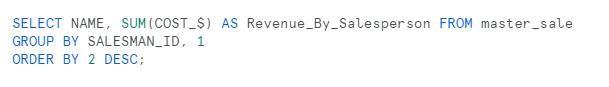 SELECT NAME, SUM(COST_$) AS Revenue_By_Salesperson FROM master_sale
GROUP BY SALESMAN_ID, 1
ORDER BY 2 DESC;